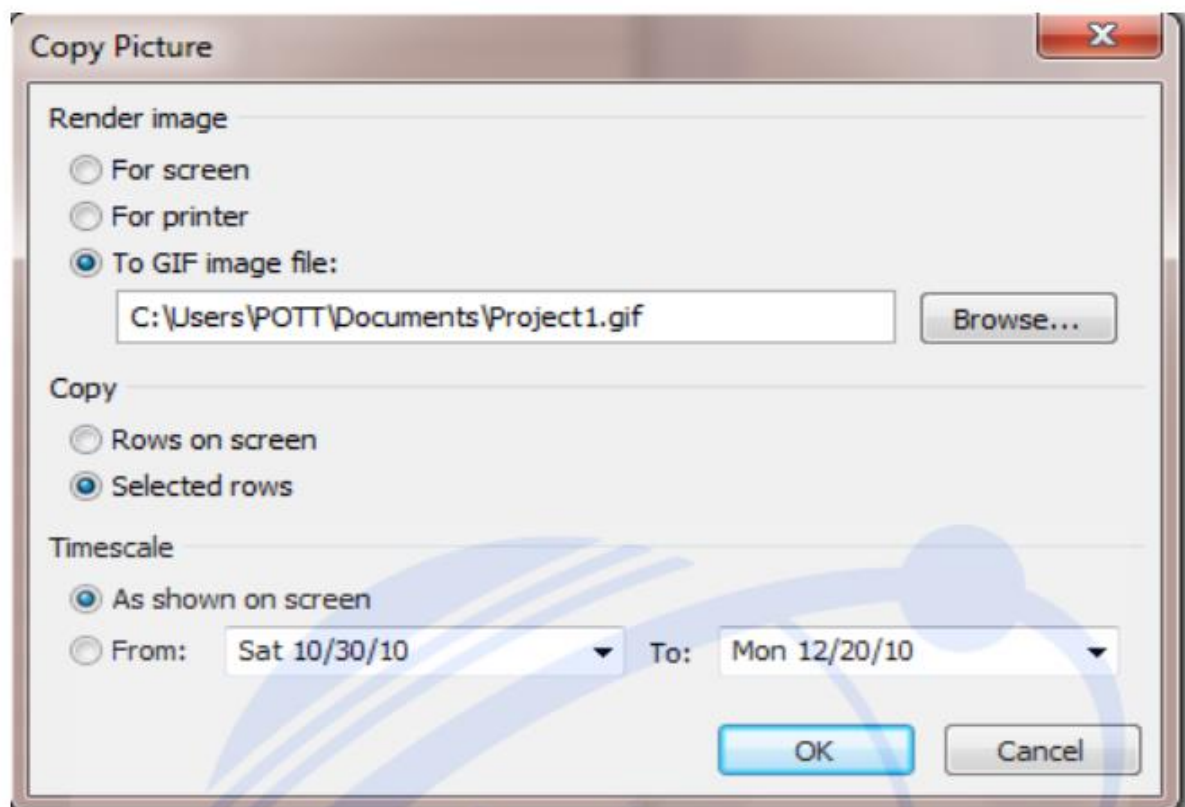 Copy Picture
Render image
For screen
For printer
To GIF image file:
C:\Users\POTT\Documents\Project1.gif Browse...
Copy
Rows on screen
Selected rows
Timescale
As shown on screen
From: Sat 10/30/10 To: Mon 12/20/10
OK Cancel